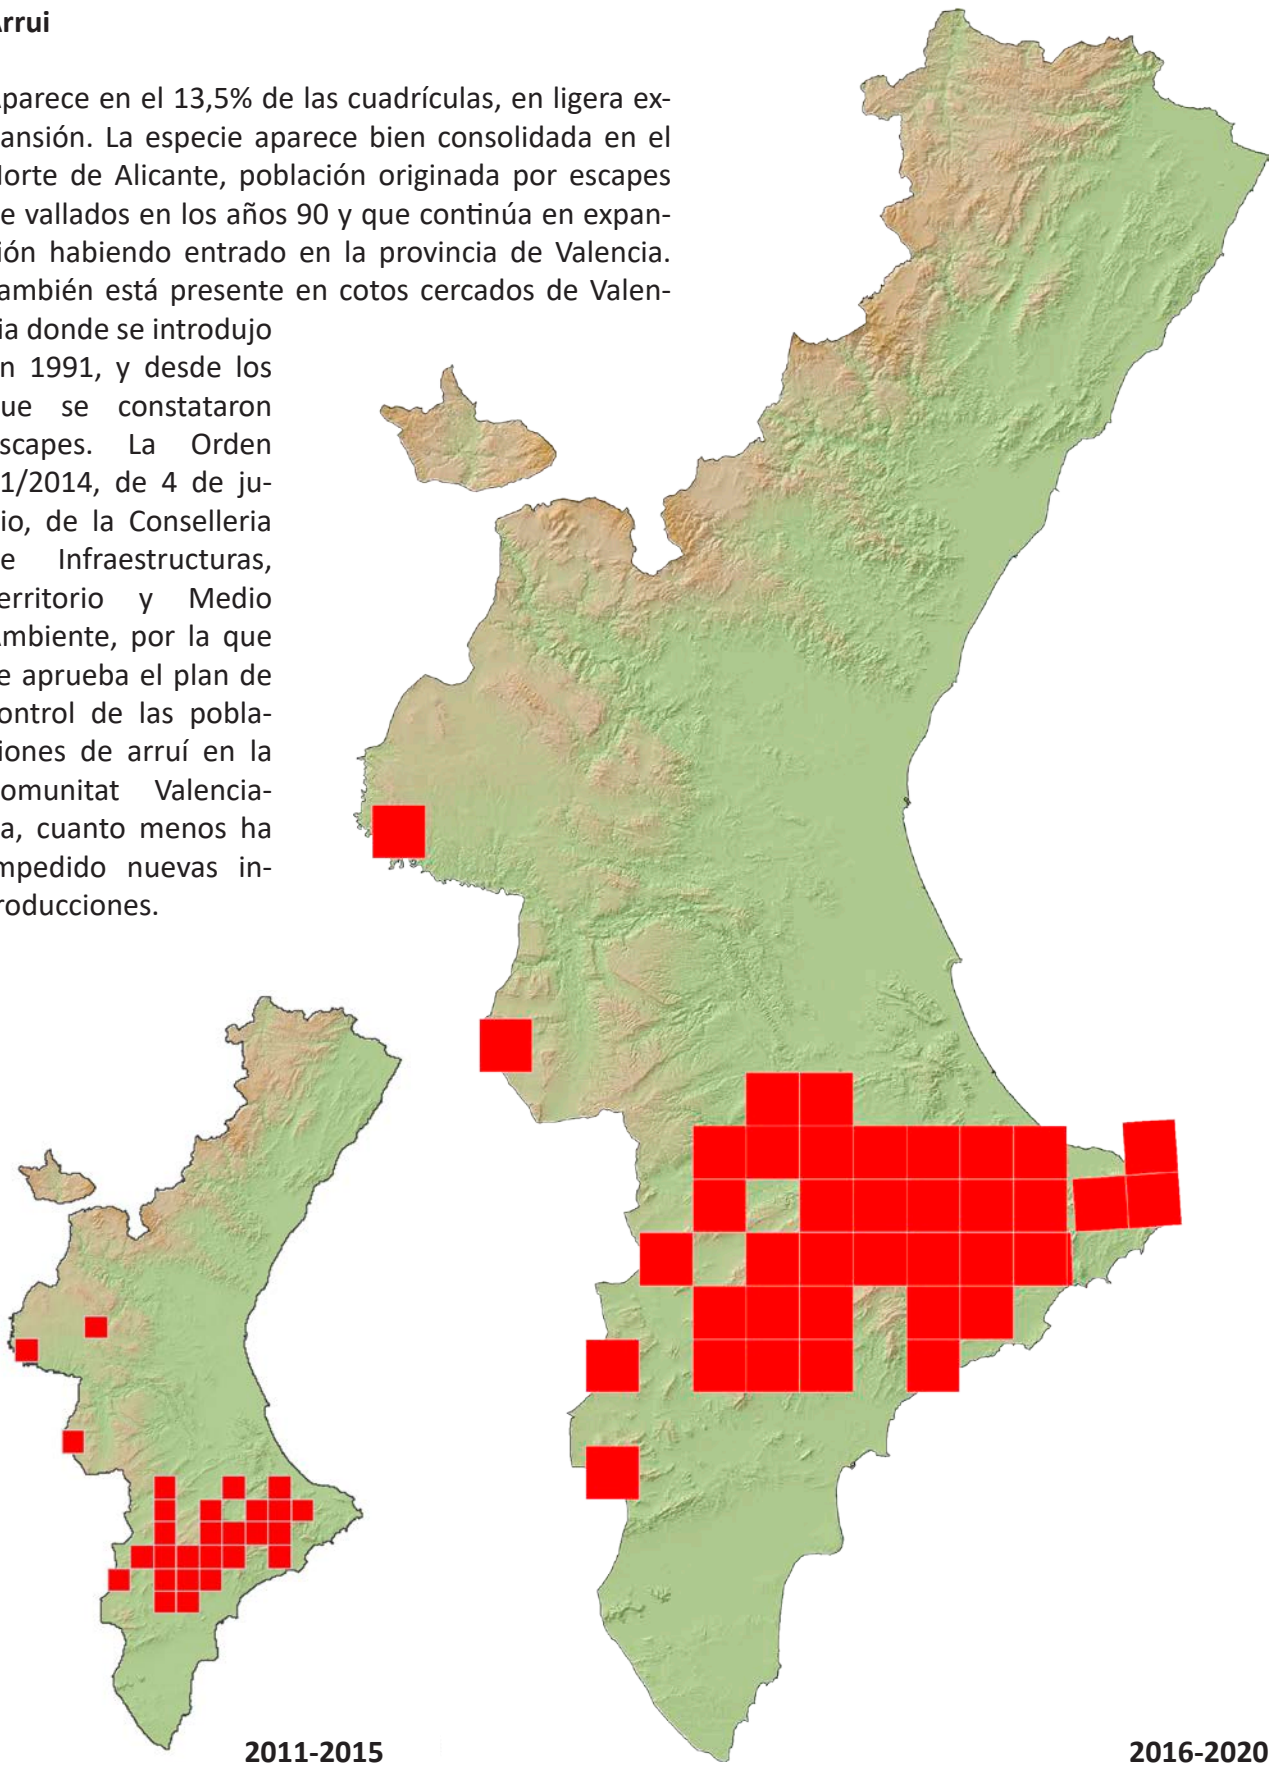 Arrui
Aparece en el 13,5% de las cuadrículas, en ligera ex-
ansión. La especie aparece bien consolidada en el
Norte de Alicante, población originada por escapes
e vallados en los años 90 y que continúa en expan-
ión habiendo entrado en la provincia de Valencia.
También está presente en cotos cercados de Valen-
ia donde se introdujo
n 1991, y desde los
ue se constataron
scapes. La Orden
1/2014, de 4 de ju-
io, de la Conselleria
e Infraestructuras,
erritorio y Medio
Ambiente, por la que
e aprueba el plan de
ontrol de las pobla-
iones de arruí en la
omunitat Valencia-
a, cuanto menos ha
mpedido nuevas in-
roducciones.
2011-2015
2016-2020